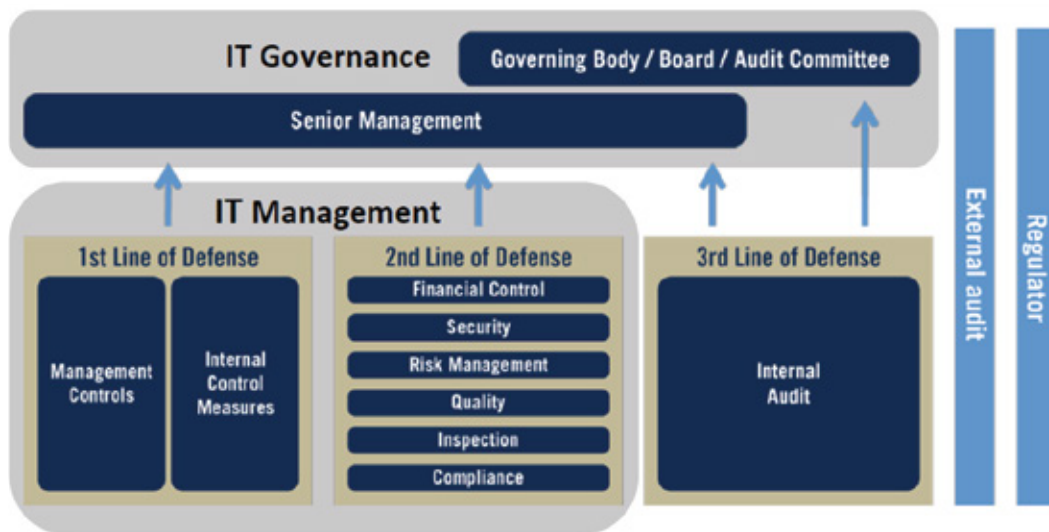 IT Governance
Governing Body / Board / Audit Committee
Senior Management
IT Management
1st Line of Defense
Management
Controls
Internal
Control
Measures
2nd Line of Defense
Financial Control
Security
Risk Management
Quality
Inspection
Compliance
3rd Line of Defense
Internal
Audit
External audit
Regulator